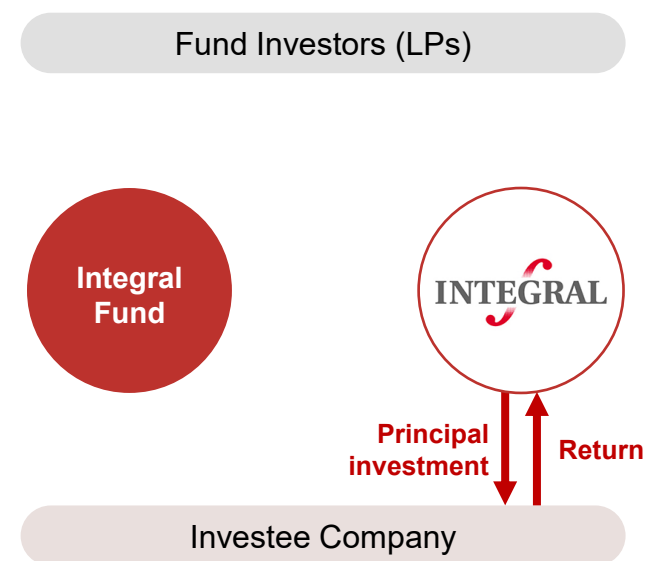 Fund Investors (LPs)
Integral
Fund
INTEGRAL
Principal
investment
Return
Investee Company